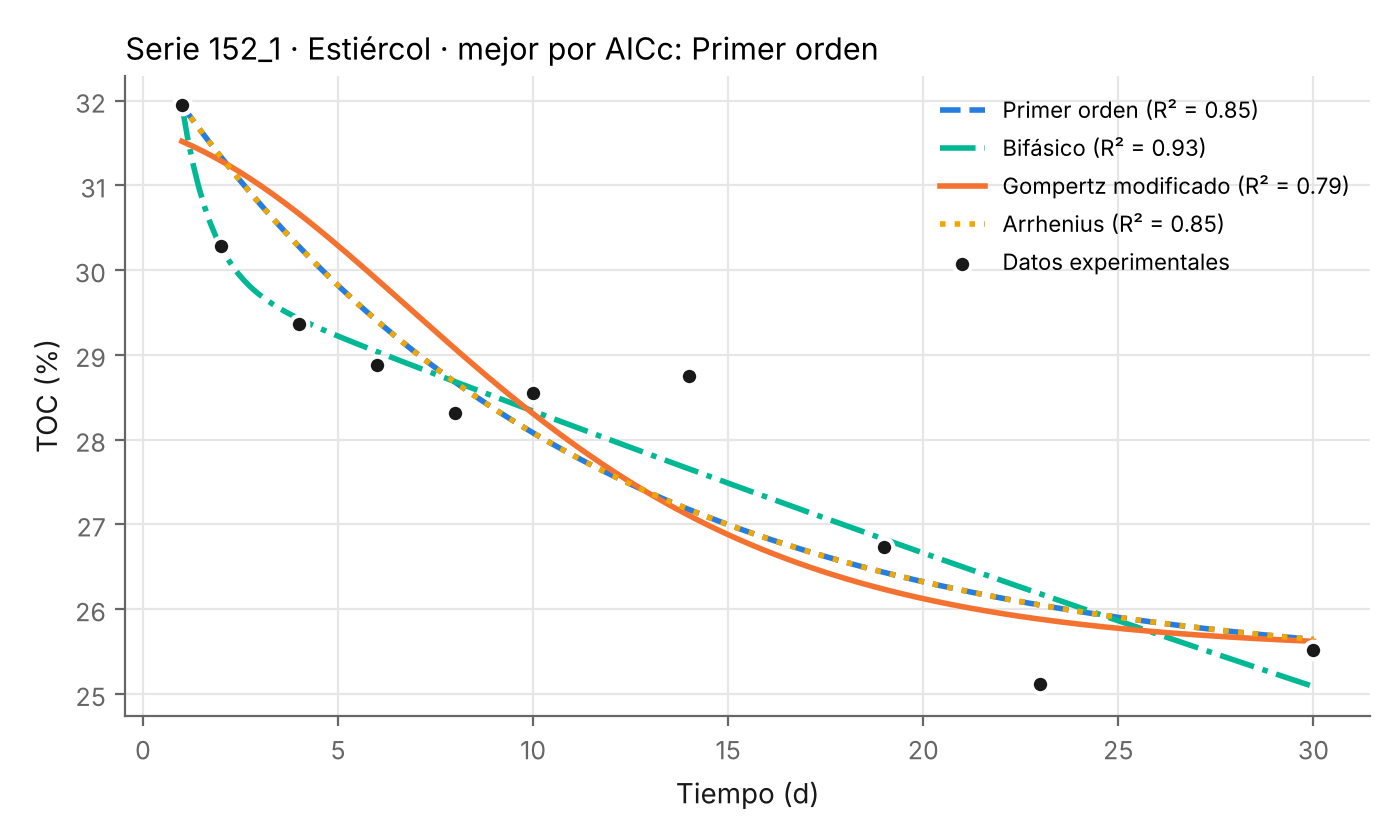 Serie 152_1 · Estiércol · mejor por AICc: Primer orden
Primer orden (R² = 0.85)
Bifásico (R² = 0.93)
Gompertz modificado (R² = 0.79)
Arrhenius (R² = 0.85)
Datos experimentales
TOC (%)
32
31
30
29
28
27
26
25
0 5 10 15 20 25 30
Tiempo (d)